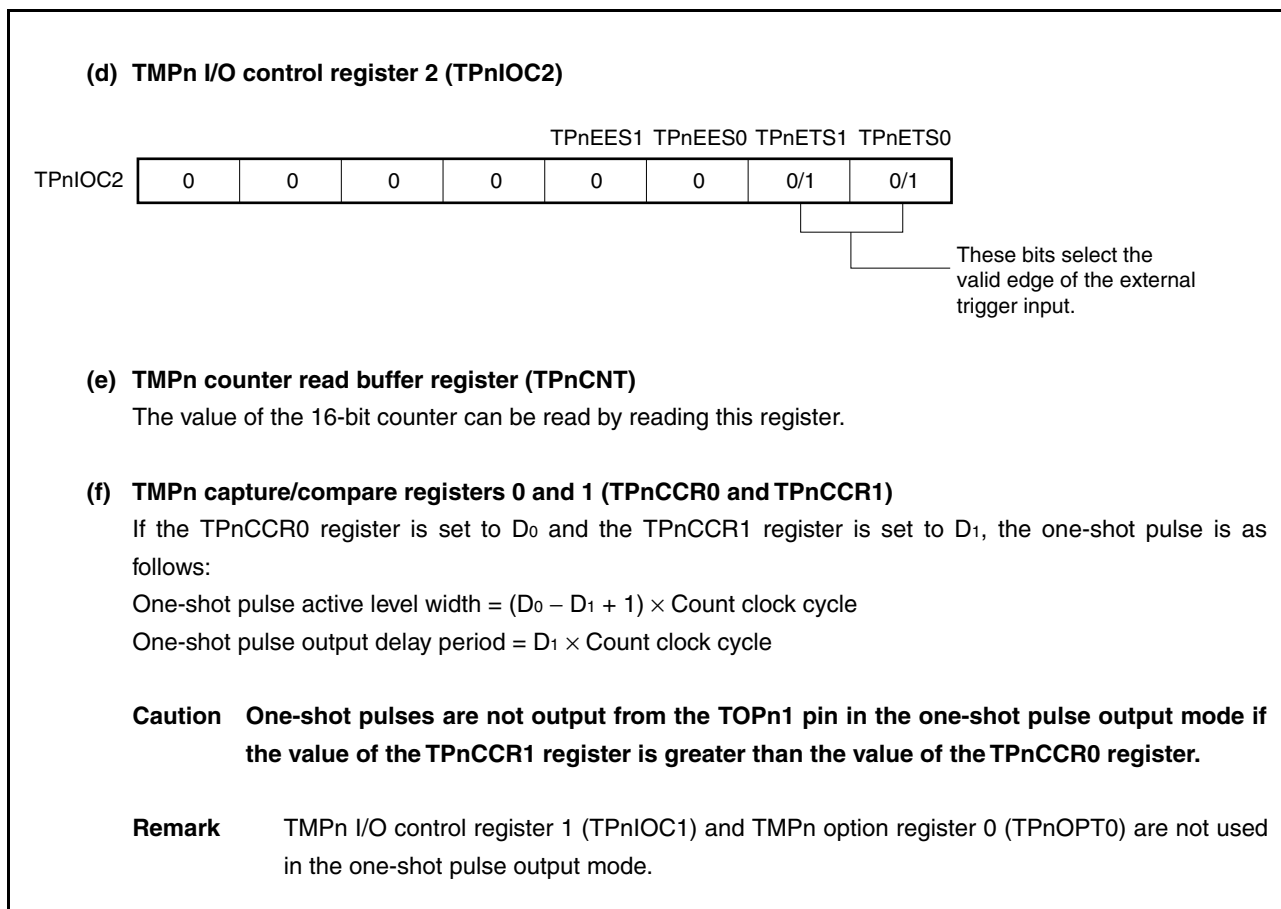 (d) TMPn I/O control register 2 (TPnIOC2)
TPnEES1 TPnEES0 TPnETS1 TPnETS0
TPnIOC2 0 0 0 0 0 0 0/1 0/1
These bits select the
valid edge of the external
trigger input.
(e) TMPn counter read buffer register (TPnCNT)
The value of the 16-bit counter can be read by reading this register.
(f) TMPn capture/compare registers 0 and 1 (TPnCCR0 and TPnCCR1)
If the TPnCCR0 register is set to D0 and the TPnCCR1 register is set to D1, the one-shot pulse is as
follows:
One-shot pulse active level width = (D0 − D1 + 1) × Count clock cycle
One-shot pulse output delay period = D1 × Count clock cycle
Caution One-shot pulses are not output from the TOPn1 pin in the one-shot pulse output mode if
the value of the TPnCCR1 register is greater than the value of the TPnCCR0 register.
Remark TMPn I/O control register 1 (TPnIOC1) and TMPn option register 0 (TPnOPT0) are not used
in the one-shot pulse output mode.